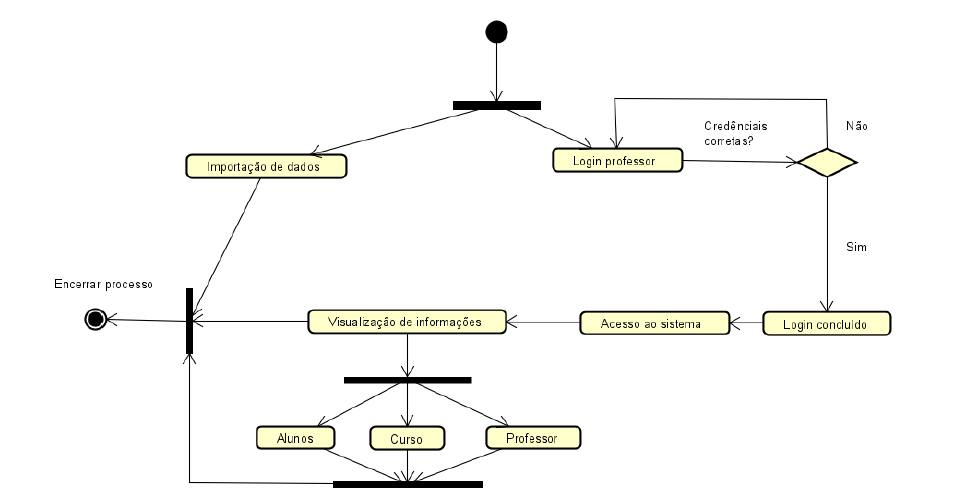 Credênciais
corretas?
Não
Importação de dados
Login professor
Sim
Encerrar processo
Visualização de informações
Acesso ao sistema
Login concluído
Alunos
Curso
Professor